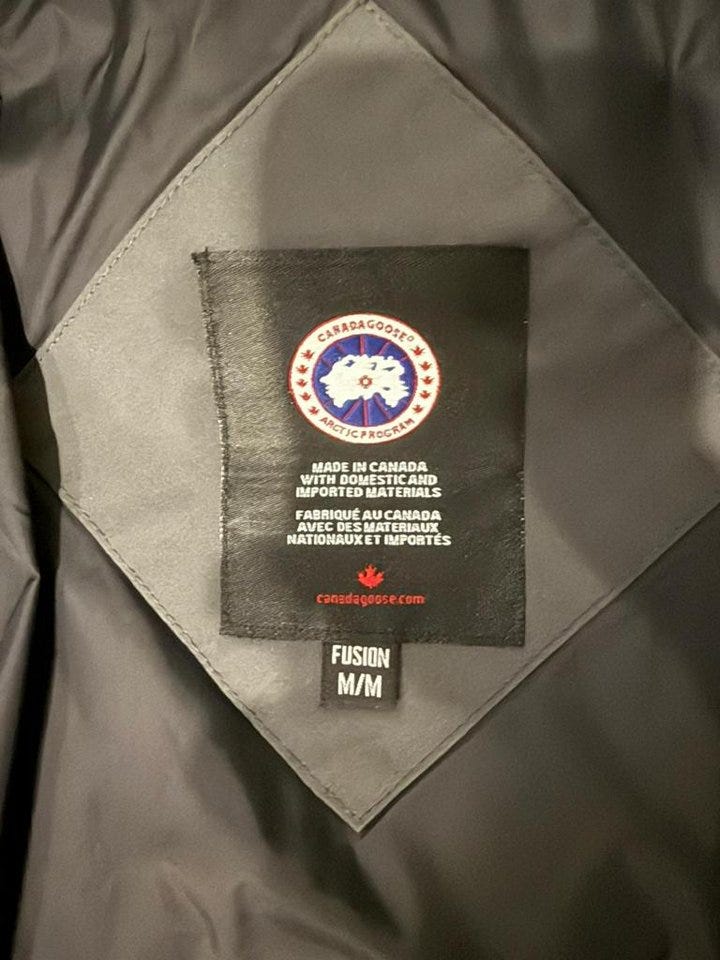 CANADA GOOSE®
ARCTIC PROGRAM
MADE IN CANADA
WITH DOMESTIC AND
IMPORTED MATERIALS
FABRIQUÉ AU CANADA
AVEC DES MATERIAUX
NATIONAUX ET IMPORTÉS
canadagoose.com
FUSION
M/M